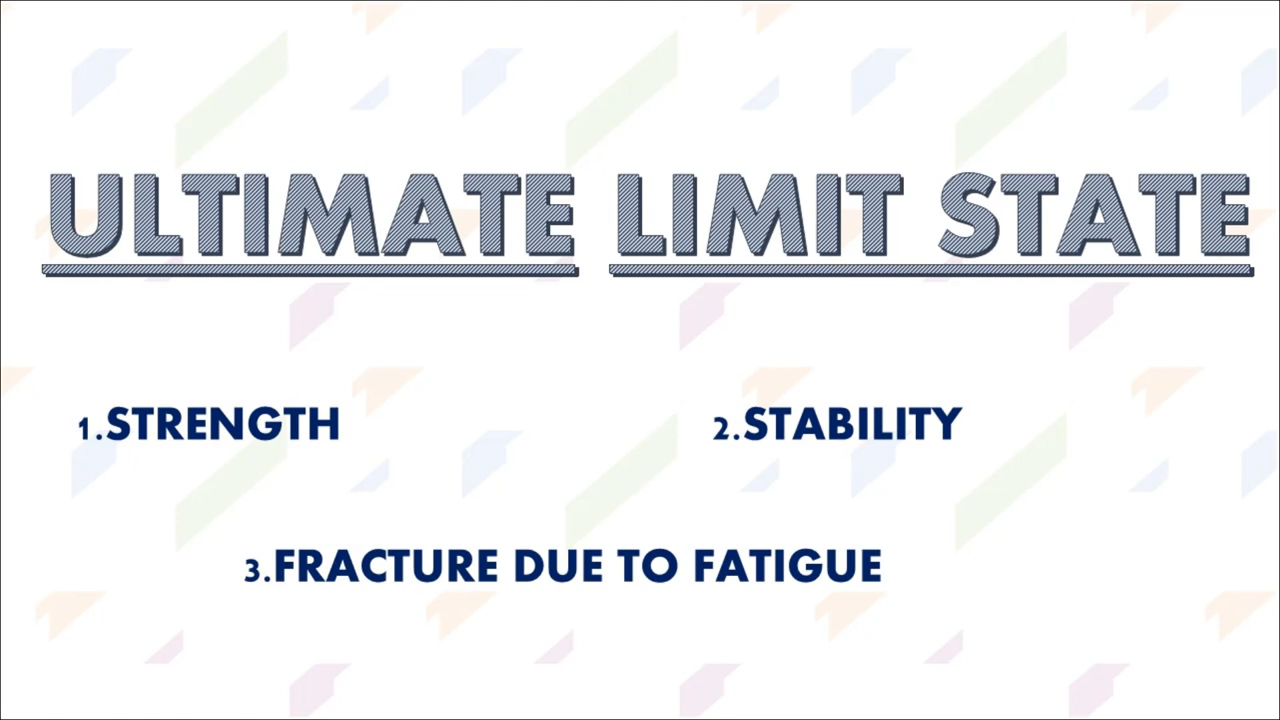 ULTIMATE LIMIT STATE
1.STRENGTH
2.STABILITY
3.FRACTURE DUE TO FATIGUE